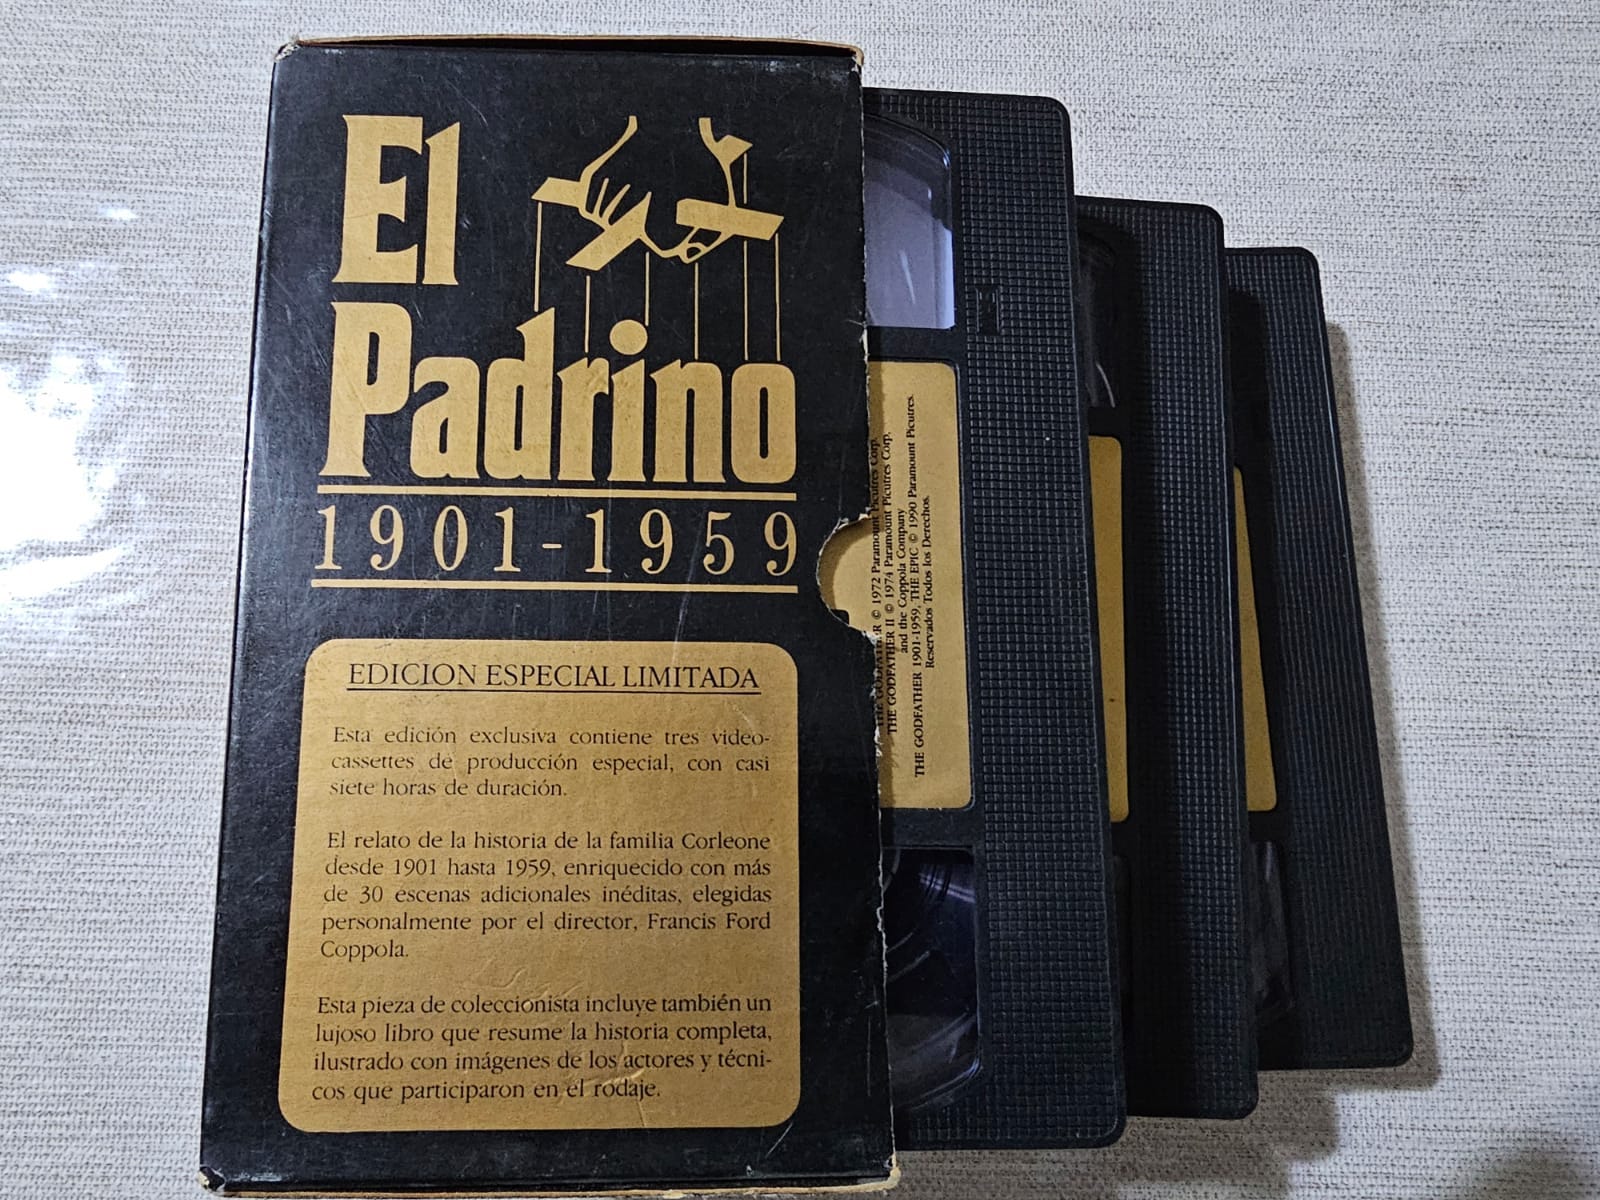 El
Padrino
1901-1959
EDICION ESPECIAL LIMITADA
Esta edición exclusiva contiene tres video-
cassettes de producción especial, con casi
siete horas de duración.
El relato de la historia de la familia Corleone
desde 1901 hasta 1959, enriquecido con más
de 30 escenas adicionales inéditas, elegidas
personalmente por el director, Francis Ford
Coppola.
Esta pieza de coleccionista incluye también un
lujoso libro que resume la historia completa,
ilustrado con imágenes de los actores y técni-
cos que participaron en el rodaje.
THE GODFATHER © 1972 Paramount Picutres Corp.
THE GODFATHER II © 1974 Paramount Picutres Corp.
and the Coppola Company
THE GODFATHER 1901-1959, THE EPIC © 1990 Paramount Picutres.
Reservados Todos los Derechos.